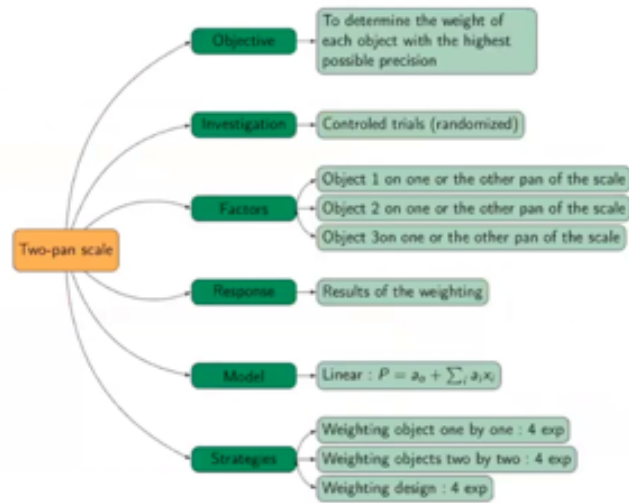 Objective
To determine the weight of
each object with the highest
possible precision
Investigation
Controled trials (randomized)
Factors
Object 1 on one or the other pan of the scale
Object 2 on one or the other pan of the scale
Object 3on one or the other pan of the scale
Two-pan scale
Response
Results of the weighting
Model
Linear : P = a₀ + ∑ᵢ aᵢxᵢ
Strategies
Weighting object one by one : 4 exp
Weighting objects two by two : 4 exp
Weighting design : 4 exp